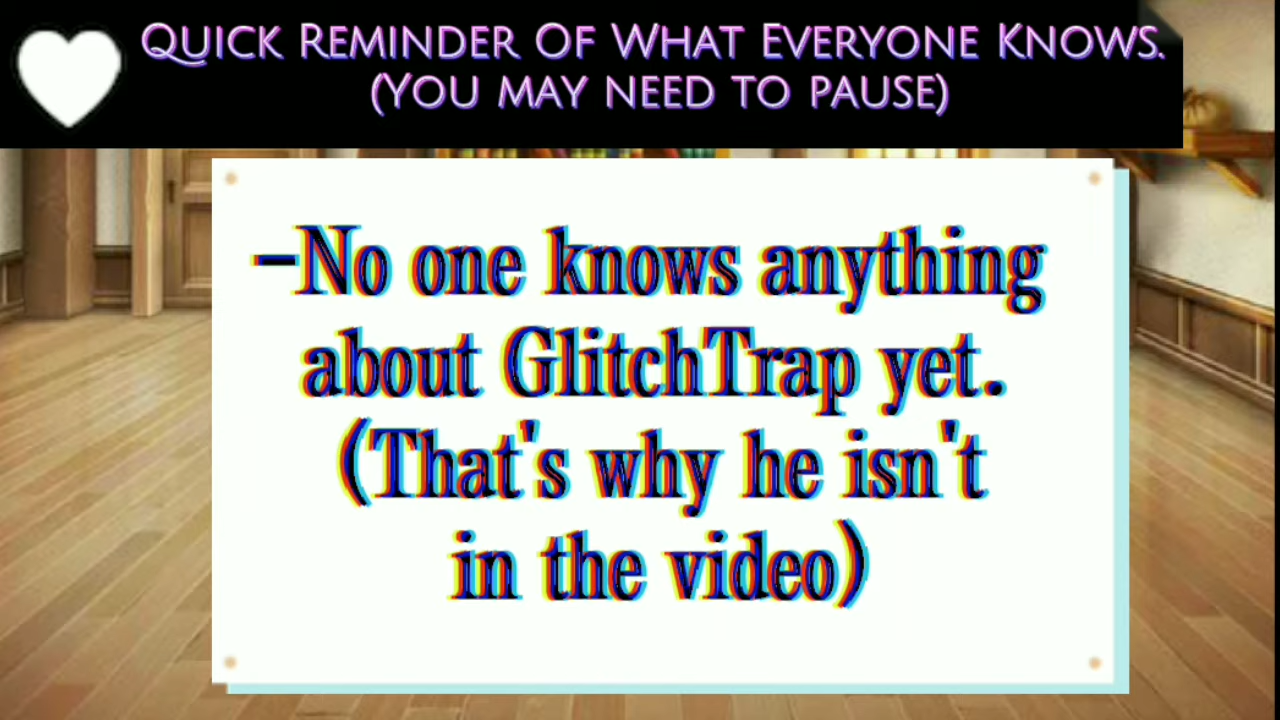 Quick Reminder Of What Everyone Knows.
(You may need to pause)
-No one knows anything
about GlitchTrap yet.
(That's why he isn't
in the video)